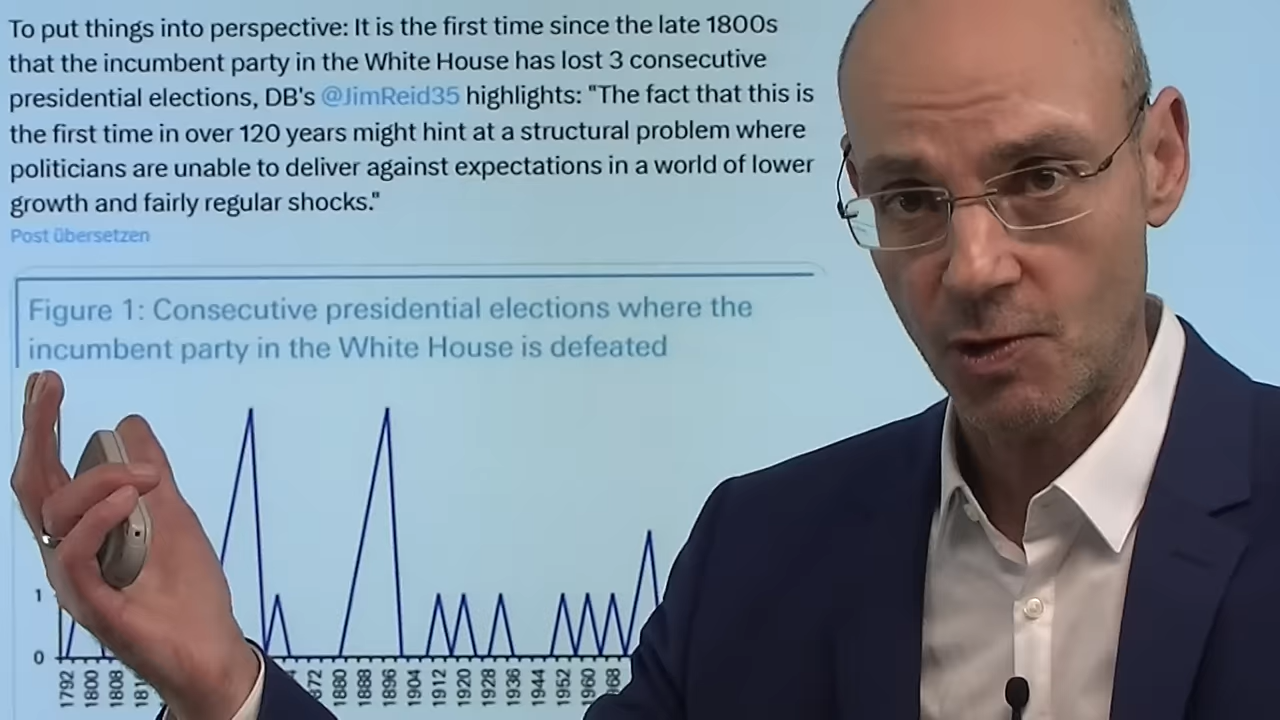 To put things into perspective: It is the first time since the late 1800s
that the incumbent party in the White House has lost 3 consecutive
presidential elections, DB's @JimReid35 highlights: "The fact that this is
the first time in over 120 years might hint at a structural problem where
politicians are unable to deliver against expectations in a world of lower
growth and fairly regular shocks."
Post übersetzen
Figure 1: Consecutive presidential elections where the
incumbent party in the White House is defeated
1
0
1792
1800
1808
1880
1888
1896
1904
1912
1920
1928
1936
1944
1952
1960